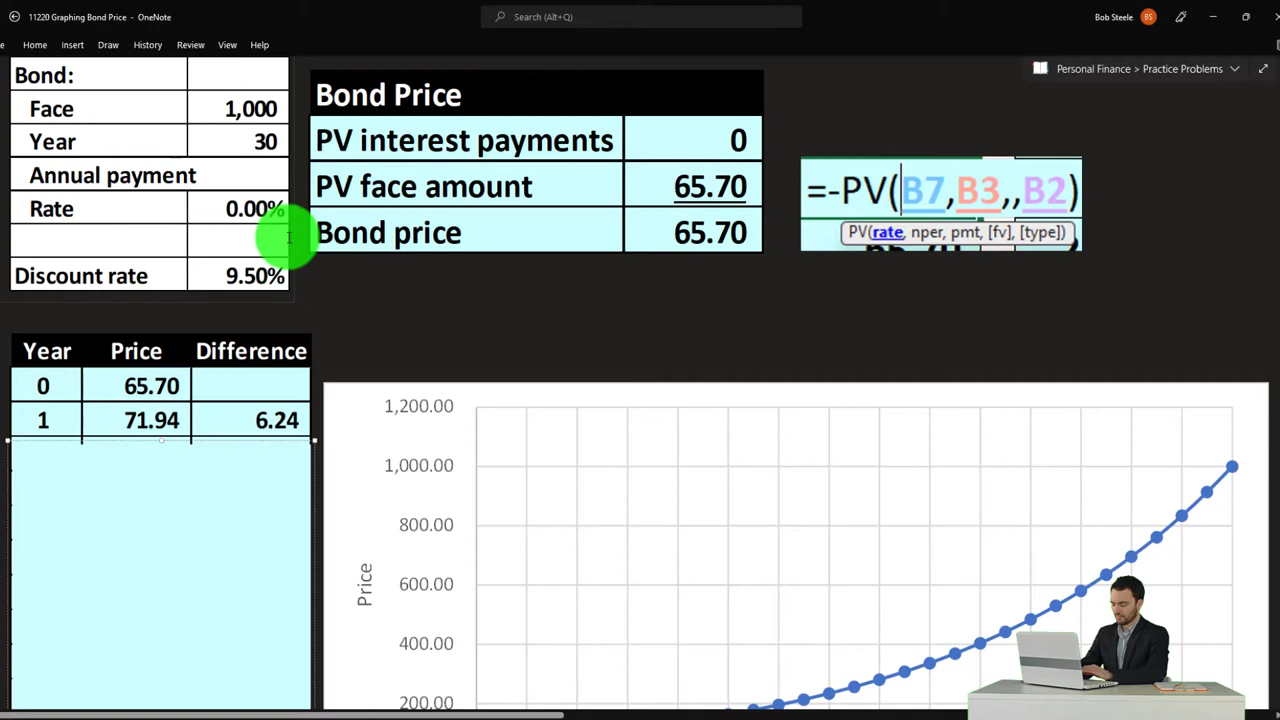 11220 Graphing Bond Price - OneNote
Search (Alt+Q)
Bob Steele
BS
Home Insert Draw History Review View Help
Personal Finance > Practice Problems
Bond:
Face 1,000
Year 30
Annual payment
Rate 0.00%
Discount rate 9.50%
Bond Price
PV interest payments 0
PV face amount 65.70
Bond price 65.70
=-PV(B7,B3,,B2)
PV(rate, nper, pmt, [fv], [type])
Year Price Difference
0 65.70
1 71.94 6.24
1,200.00
1,000.00
800.00
600.00
400.00
200.00
Price